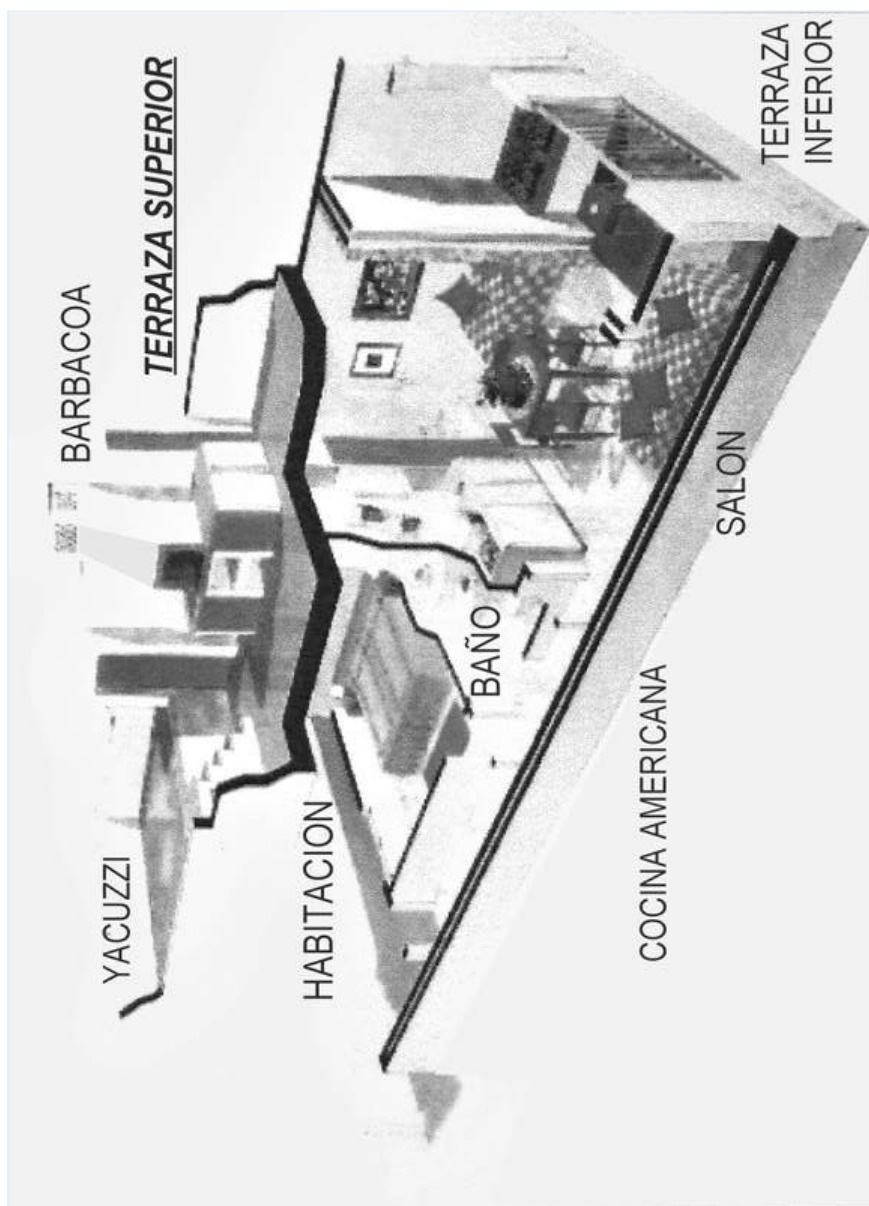 BARBACOA
YACUZZI
TERRAZA SUPERIOR
HABITACION
BAÑO
COCINA AMERICANA
SALON
TERRAZA
INFERIOR